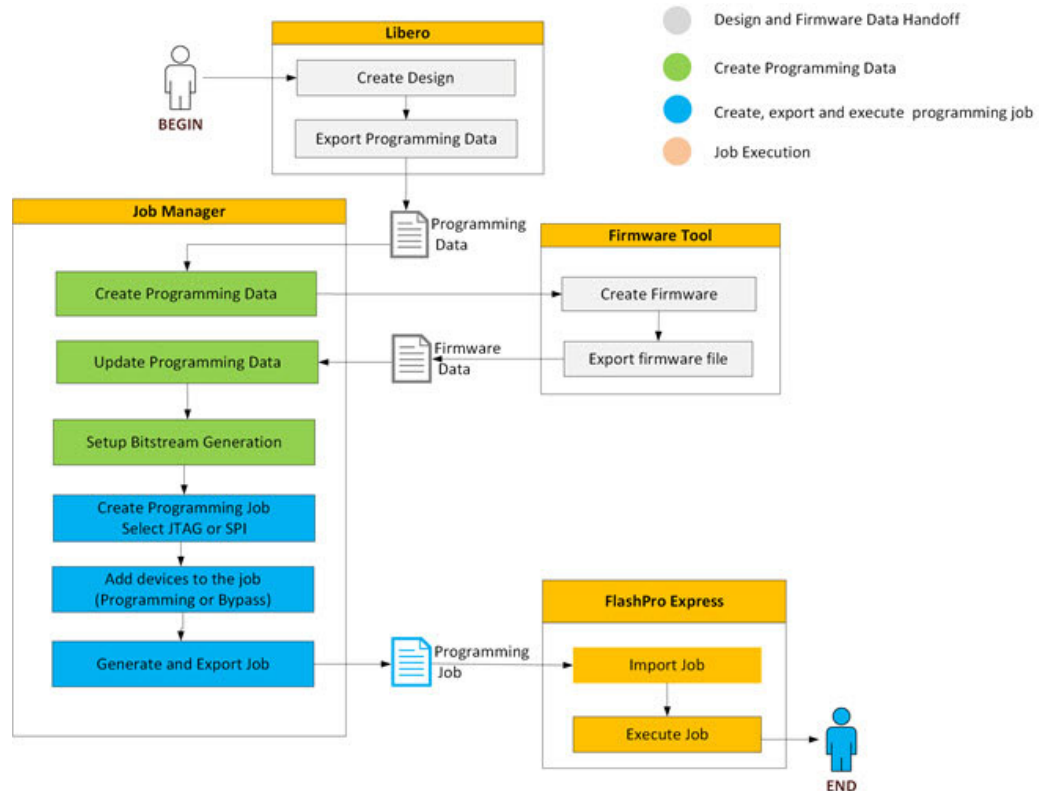 Libero
Create Design
Export Programming Data
BEGIN
Design and Firmware Data Handoff
Create Programming Data
Create, export and execute programming job
Job Execution
Programming
Data
Job Manager
Create Programming Data
Update Programming Data
Setup Bitstream Generation
Create Programming Job
Select JTAG or SPI
Add devices to the job
(Programming or Bypass)
Generate and Export Job
Firmware Tool
Create Firmware
Export firmware file
Firmware
Data
Programming
Job
FlashPro Express
Import Job
Execute Job
END